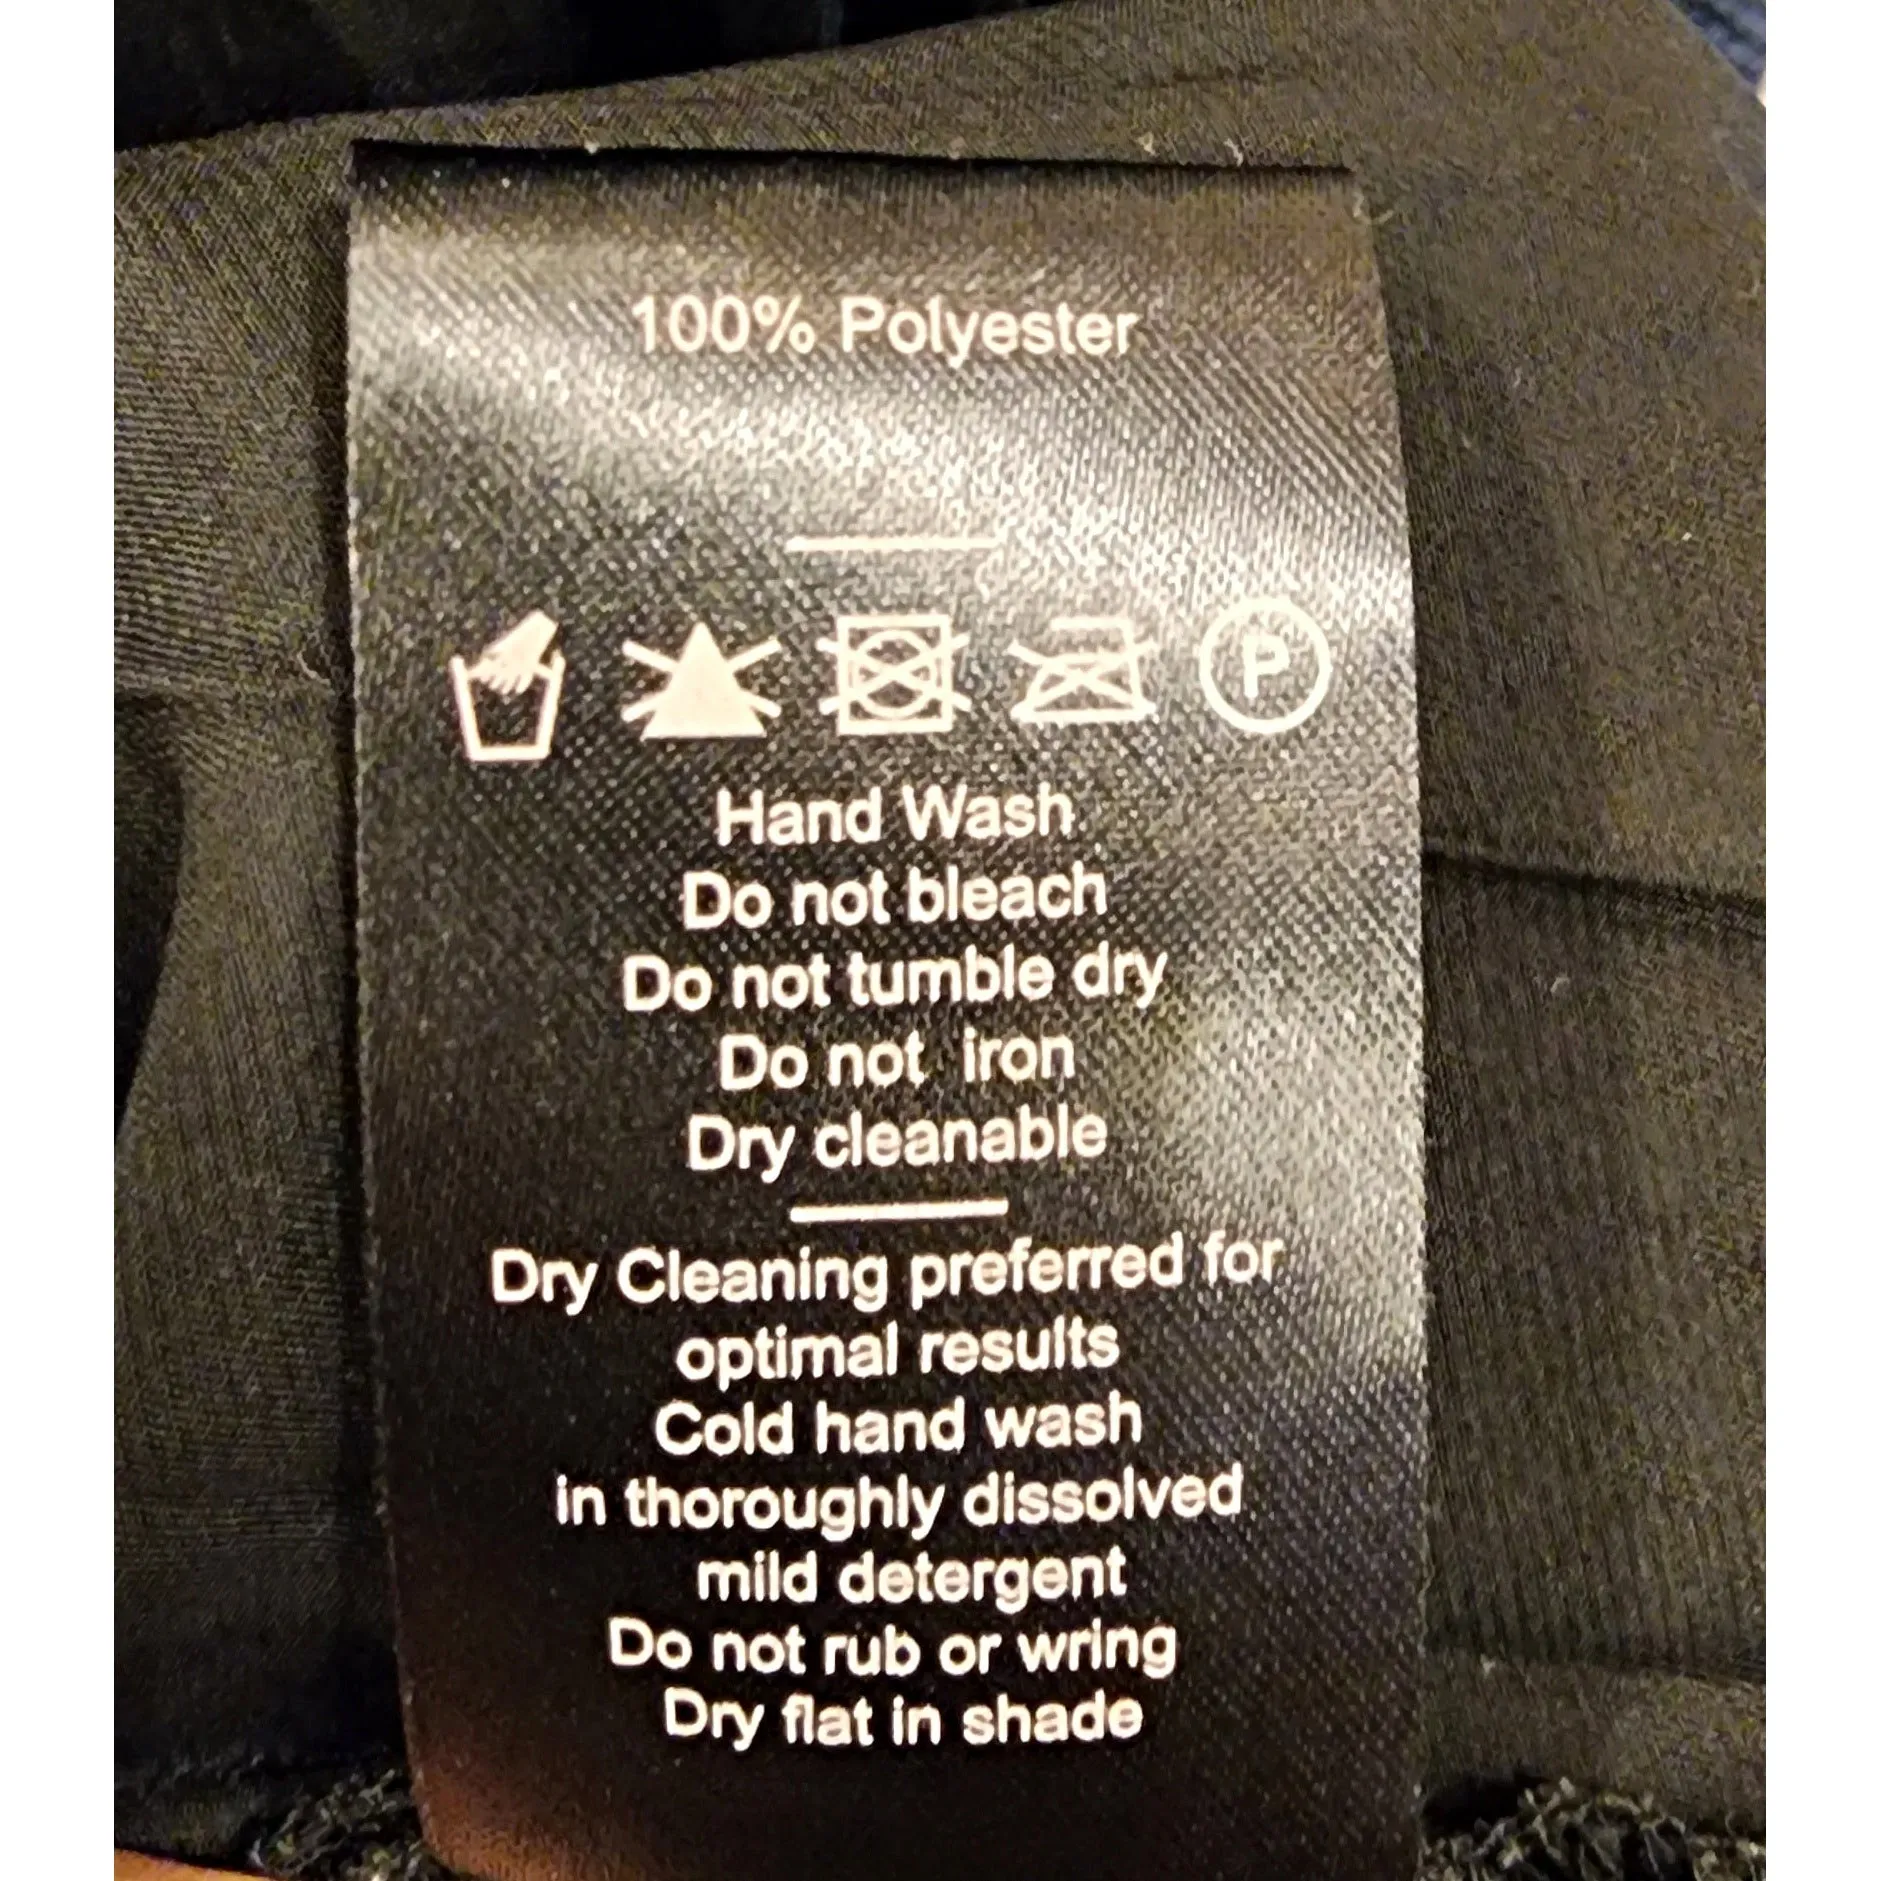 100% Polyester
P
Hand Wash
Do not bleach
Do not tumble dry
Do not iron
Dry cleanable
Dry Cleaning preferred for
optimal results
Cold hand wash
in thoroughly dissolved
mild detergent
Do not rub or wring
Dry flat in shade